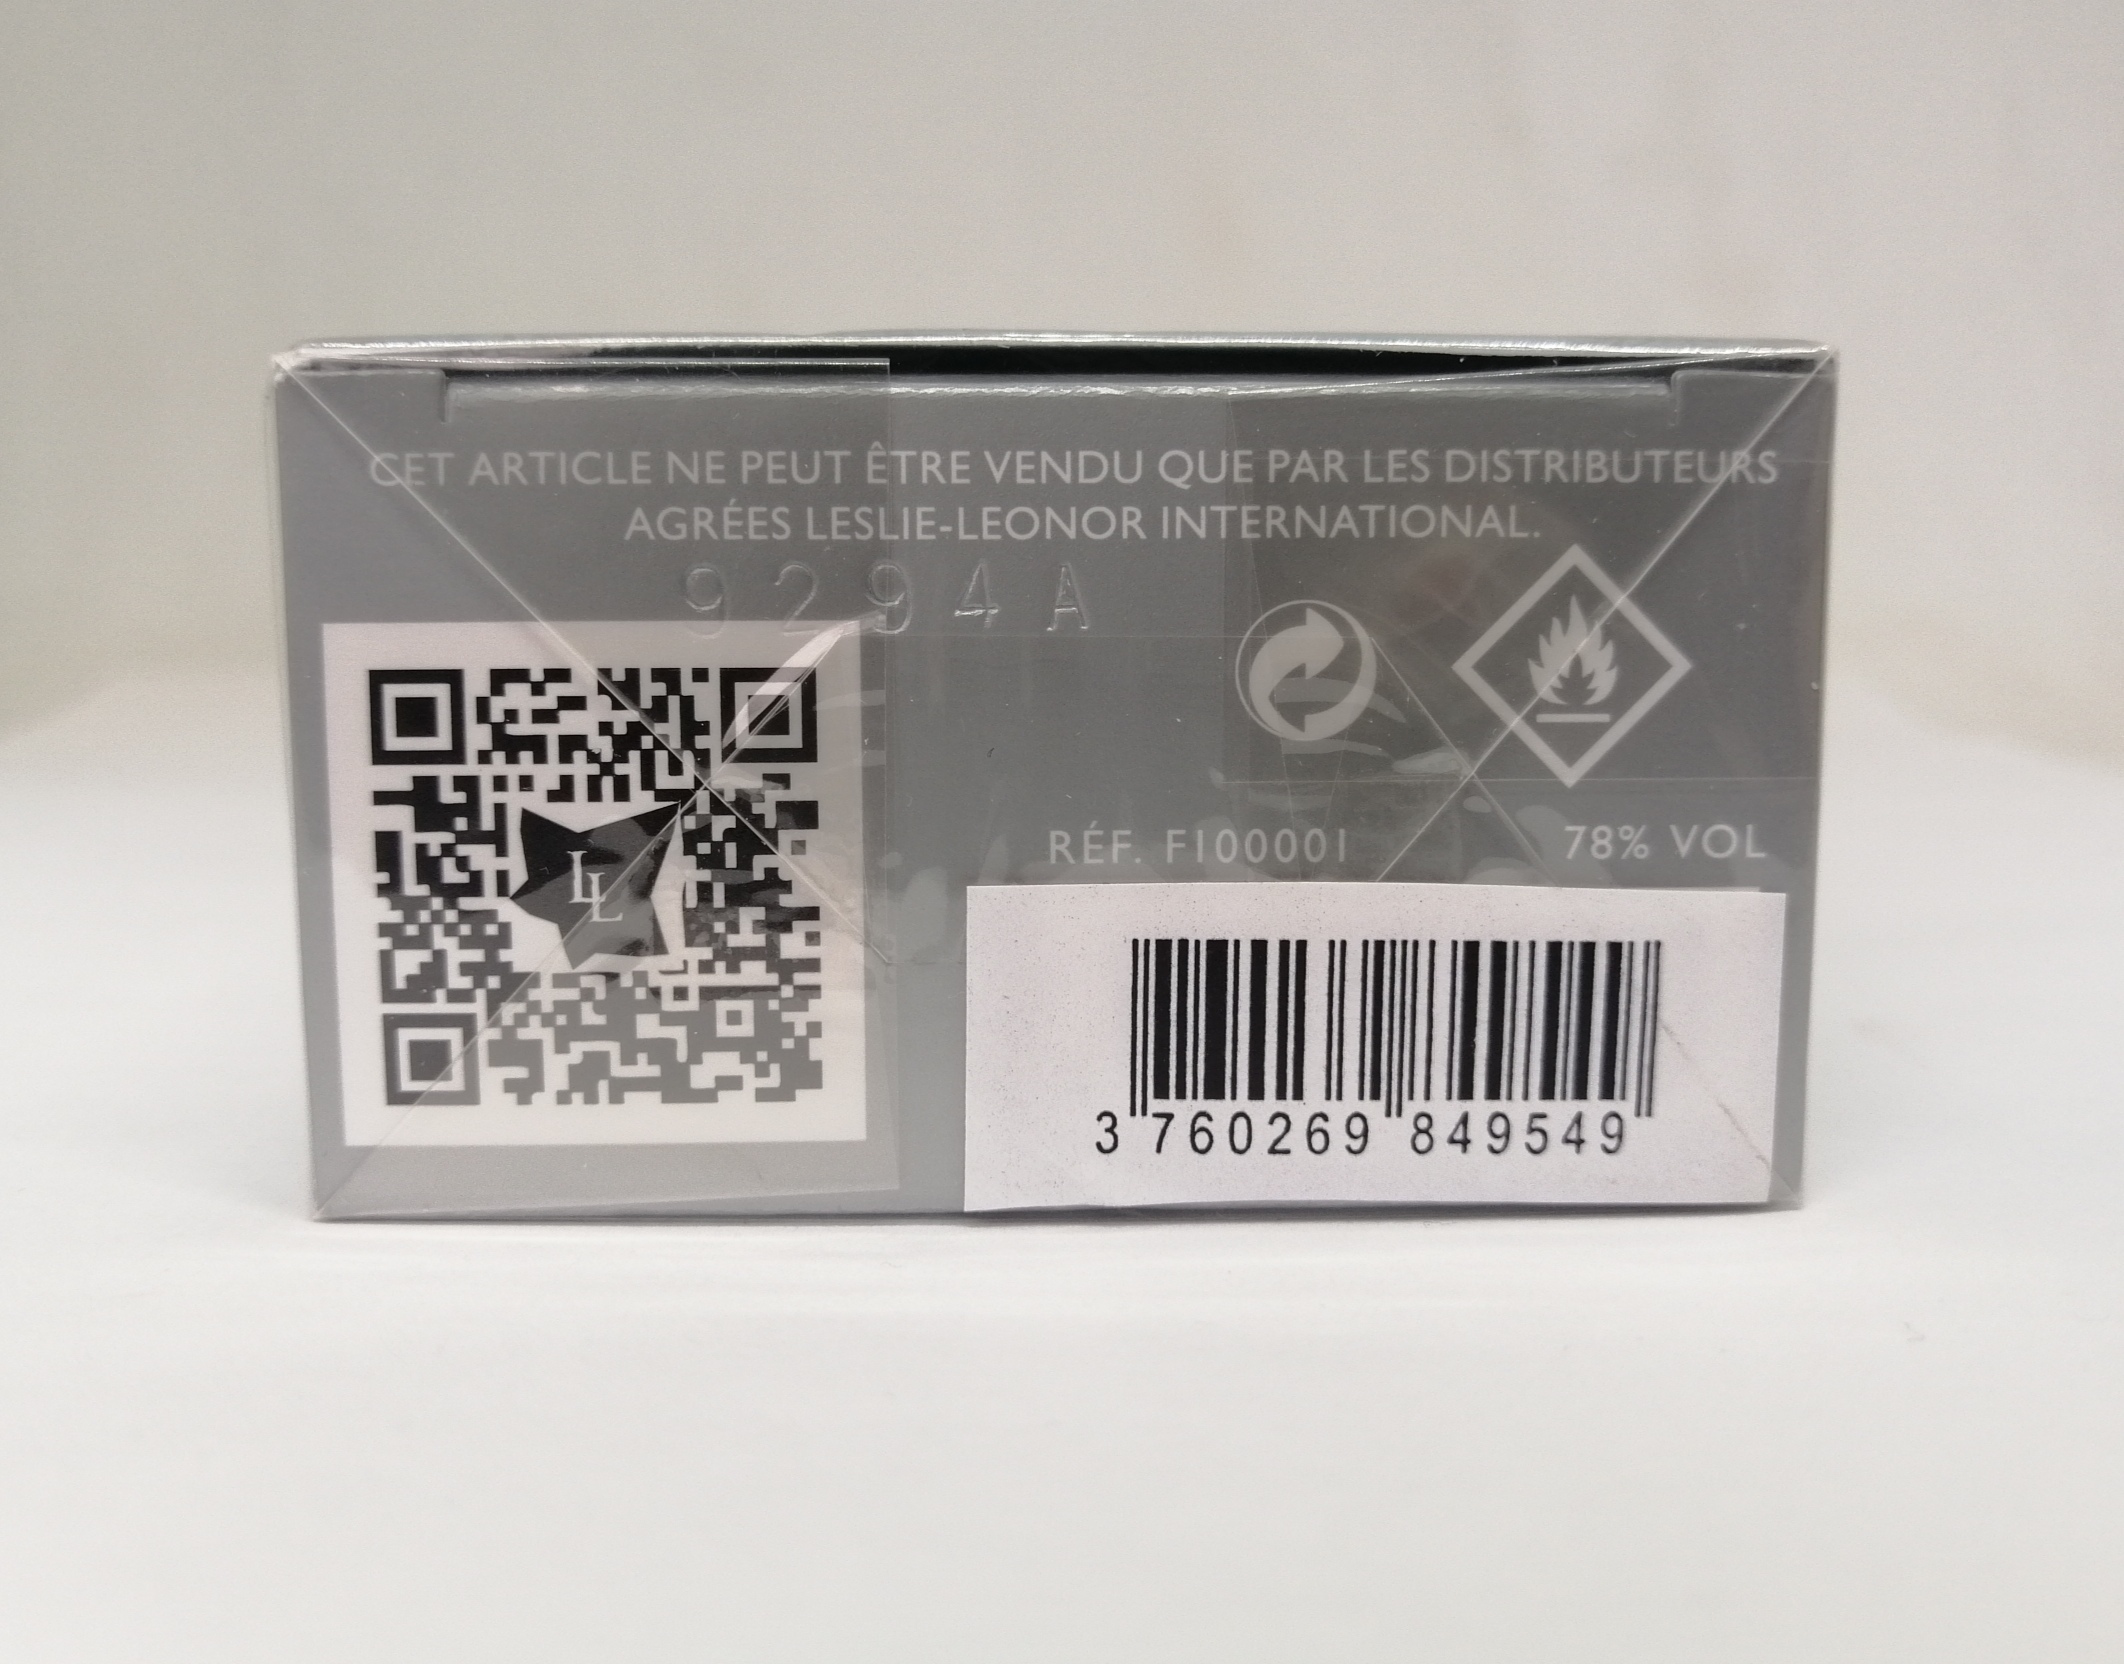 CET ARTICLE NE PEUT ÊTRE VENDU QUE PAR LES DISTRIBUTEURS
AGRÉES LESLIE-LEONOR INTERNATIONAL.
9294A
LL
RÉF. F100001
78% VOL
3 760269 849549